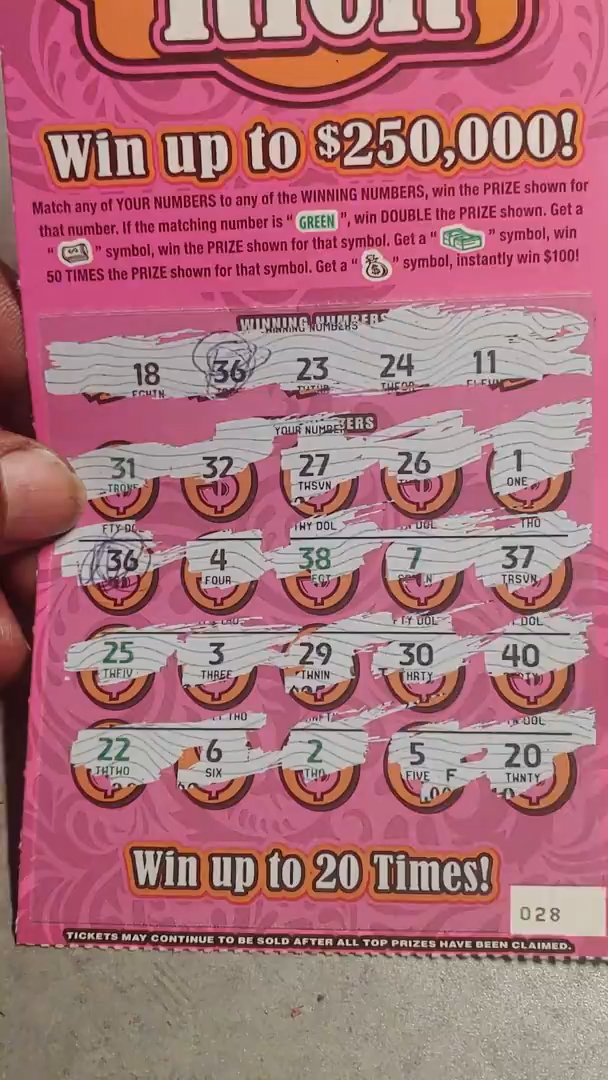 Win up to $250,000!
Match any of YOUR NUMBERS to any of the WINNING NUMBERS, win the PRIZE shown for
that number. If the matching number is "GREEN", win DOUBLE the PRIZE shown. Get a
" " symbol, win the PRIZE shown for that symbol. Get a " " symbol, win
50 TIMES the PRIZE shown for that symbol. Get a " " symbol, instantly win $100!
WINNING NUMBERS
18 36 23 24 11
YOUR NUMBERS
31 32 27 26 1
THSVN ONE
36 4 38 7 37
FOUR TRSVN
25 3 29 30 40
THREE
22 6 2 5 20
SIX FIVE TWNTY
Win up to 20 Times!
028
TICKETS MAY CONTINUE TO BE SOLD AFTER ALL TOP PRIZES HAVE BEEN CLAIMED.